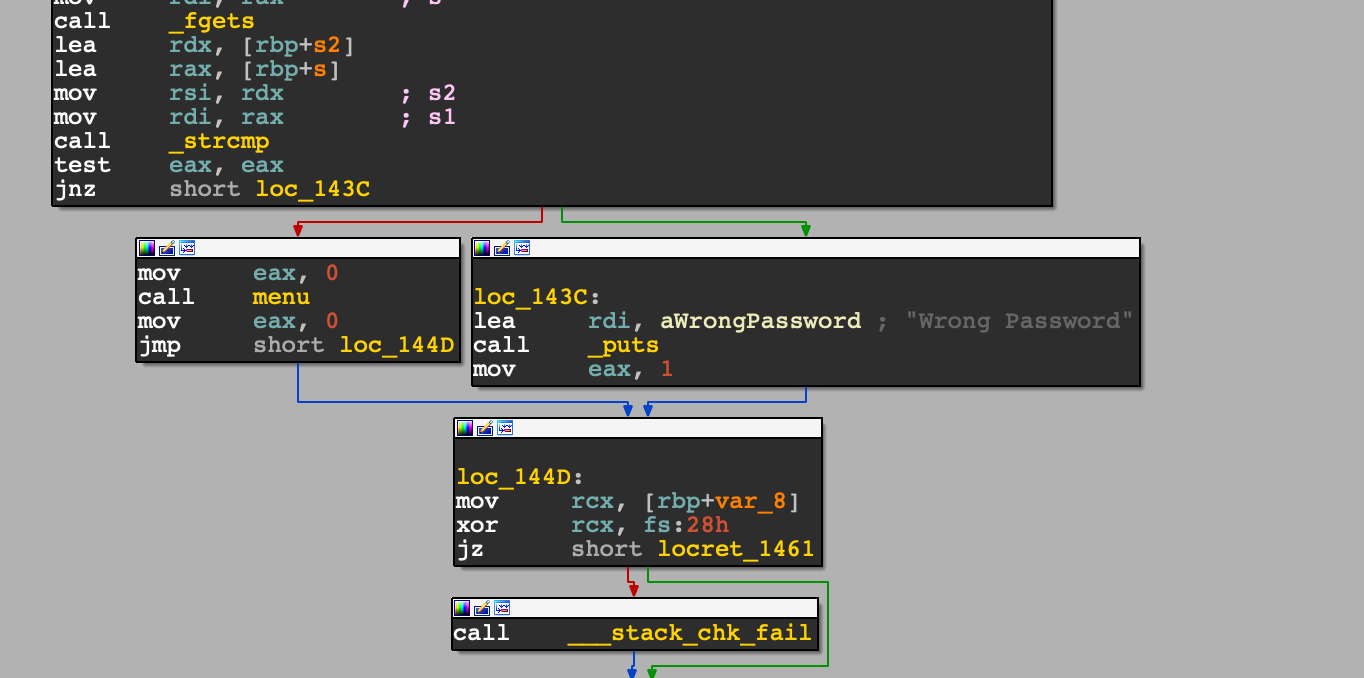 mov rdi, rax ; s
call _fgets
lea rdx, [rbp+s2]
lea rax, [rbp+s]
mov rsi, rdx ; s2
mov rdi, rax ; s1
call _strcmp
test eax, eax
jnz short loc_143C
mov eax, 0
call menu
mov eax, 0
jmp short loc_144D
loc_143C:
lea rdi, aWrongPassword ; "Wrong Password"
call _puts
mov eax, 1
loc_144D:
mov rcx, [rbp+var_8]
xor rcx, fs:28h
jz short locret_1461
call ___stack_chk_fail